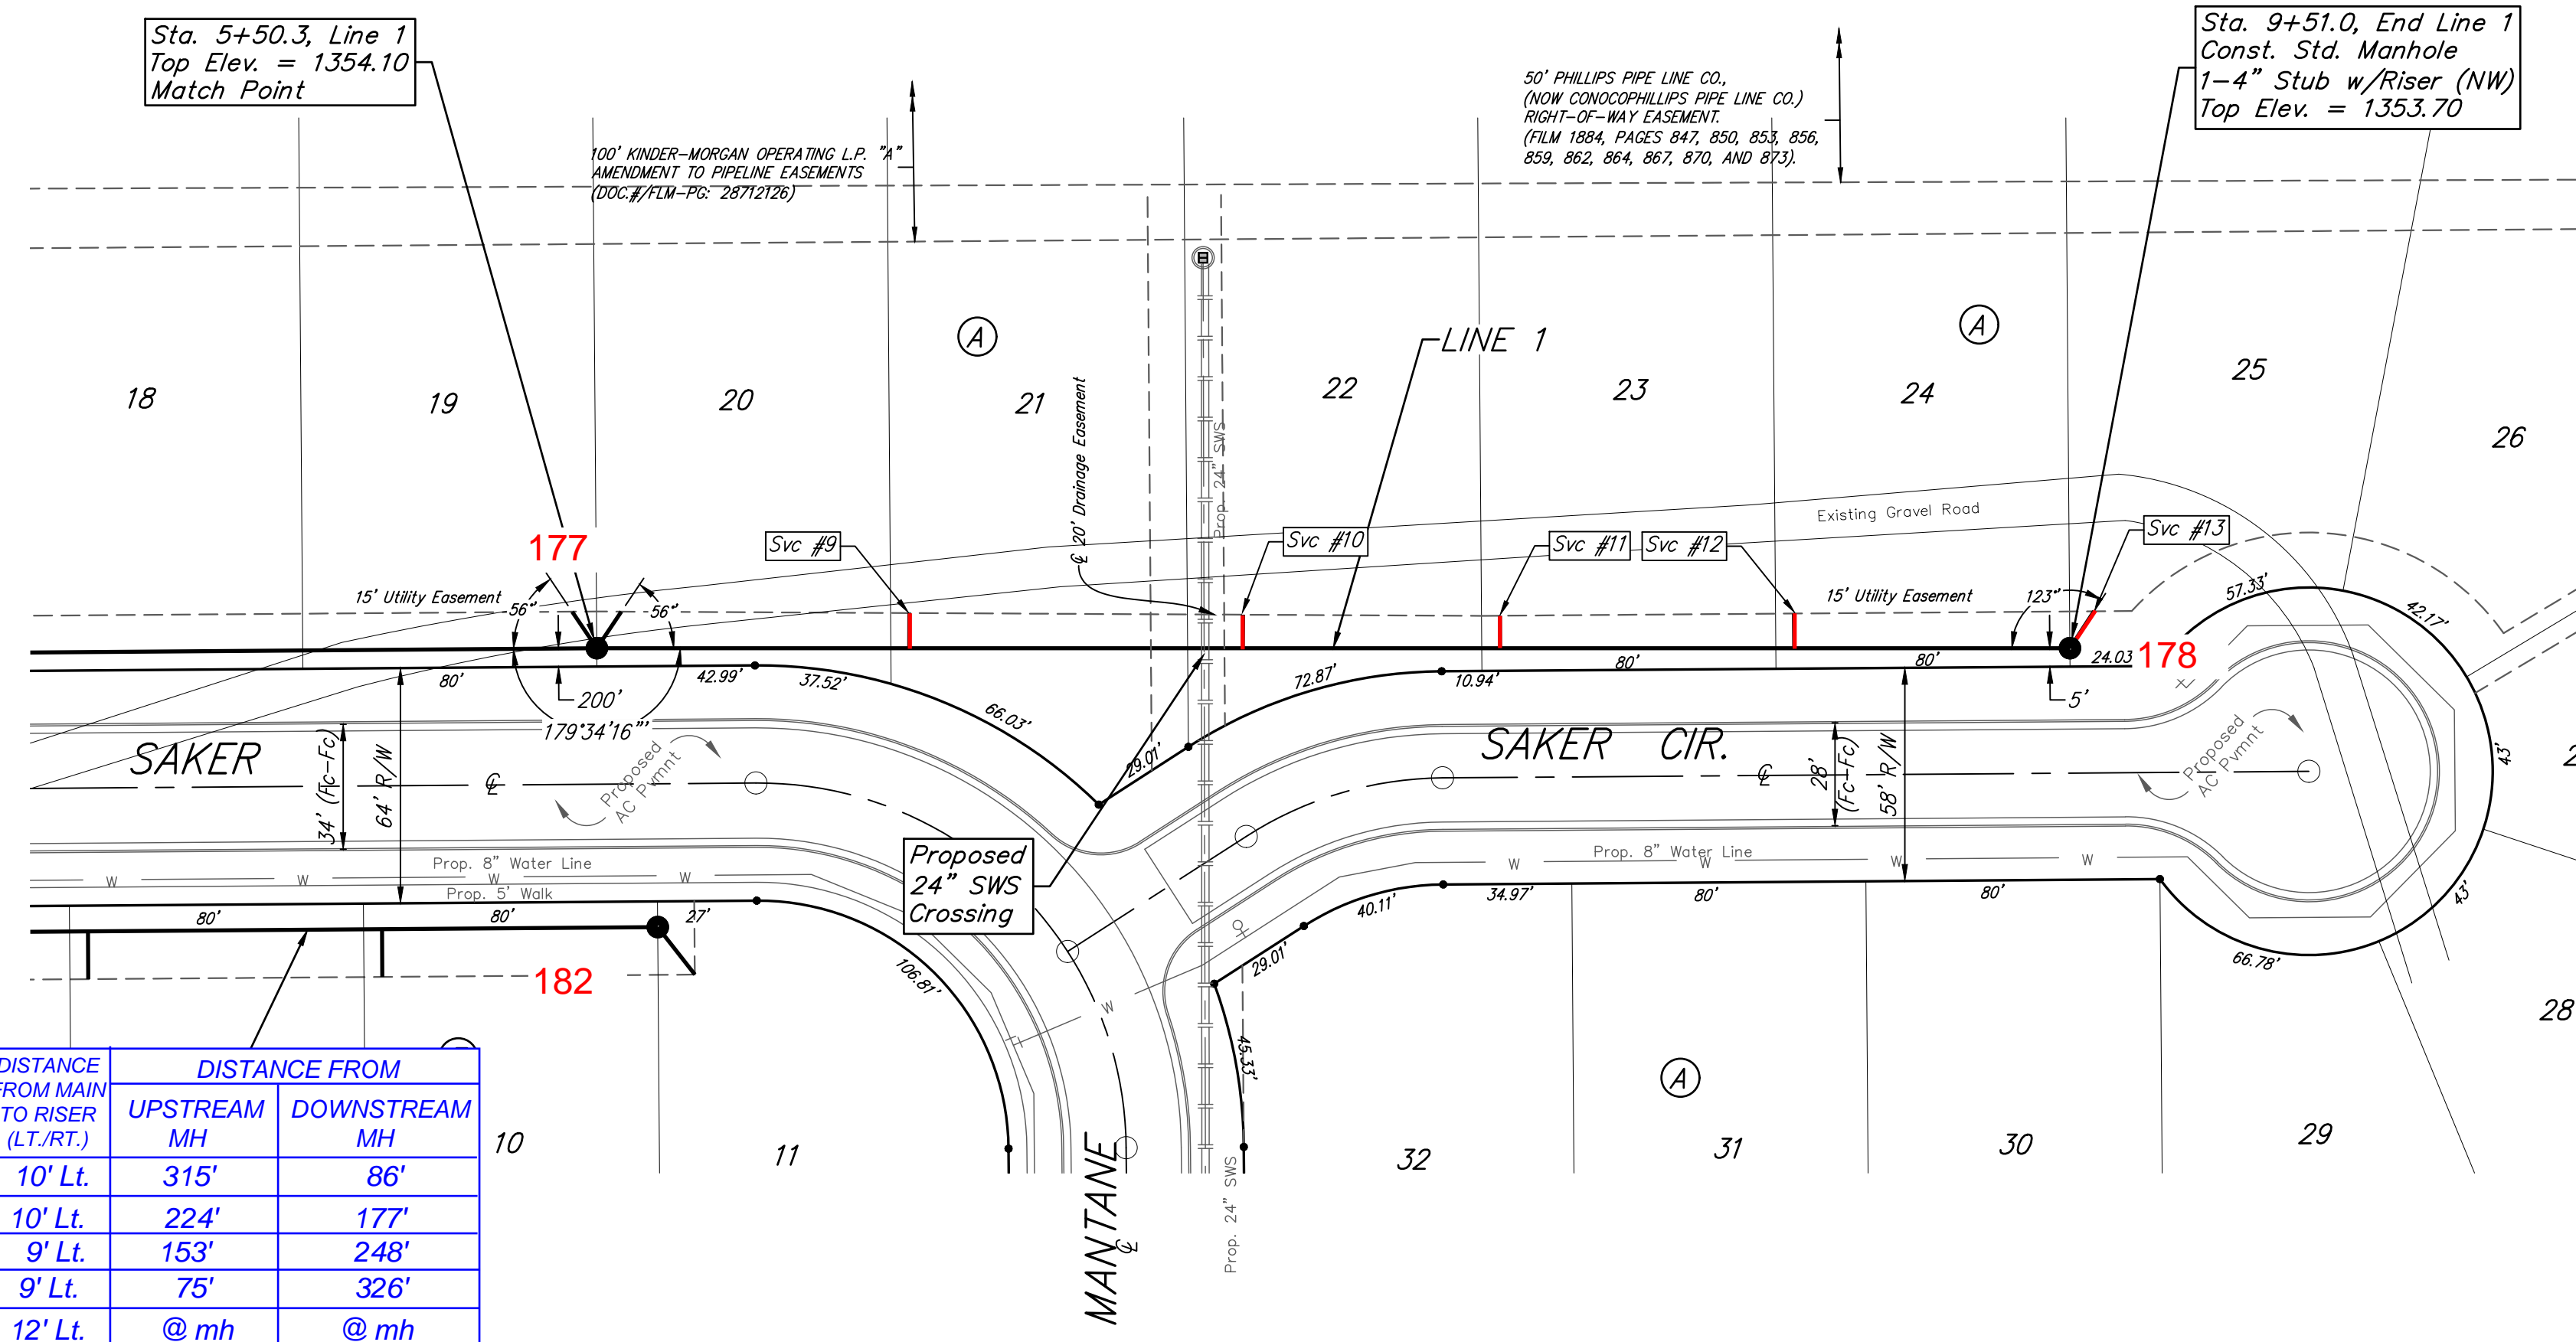 Sta. 5+50.3, Line 1
Top Elev. = 1354.10
Match Point
Sta. 9+51.0, End Line 1
Const. Std. Manhole
1-4" Stub w/Riser (NW)
Top Elev. = 1353.70
50' PHILLIPS PIPE LINE CO.,
(NOW CONOCOPHILLIPS PIPE LINE CO.)
RIGHT-OF-WAY EASEMENT.
(FILM 1884, PAGES 847, 850, 853, 856,
859, 862, 864, 867, 870, AND 873).
100' KINDER-MORGAN OPERATING L.P. "A"
AMENDMENT TO PIPELINE EASEMENTS
(DOC.#/FLM-PG: 28712126)
A
A
LINE 1
18
19
20
21
22
23
24
25
26
℄ 20' Drainage Easement
Prop. 24" SWS
Existing Gravel Road
177
Svc #9
Svc #10
Svc #11
Svc #12
Svc #13
15' Utility Easement
56°'
56°'
15' Utility Easement
123°'
57.33'
42.17'
80'
200'
179°34'16"'
42.99'
37.52'
66.03'
29.01'
72.87'
10.94'
80'
80'
24.03
178
5'
SAKER
34' (Fc-Fc)
64' R/W
℄
Proposed
AC Pvmnt
SAKER CIR.
℄
28'
(Fc-Fc)
58' R/W
Proposed
AC Pvmnt
43'
2
Prop. 8" Water Line
W W W W
Prop. 5' Walk
Proposed
24" SWS
Crossing
Prop. 8" Water Line
W W W W
80'
80'
27'
182
106.81'
W
29.01'
40.11'
34.97'
80'
80'
43'
66.78'
45.33'
A
28
10
11
32
31
30
29
MANTANE
℄
Prop. 24" SWS
DISTANCE
FROM MAIN
TO RISER
(LT./RT.)
DISTANCE FROM
UPSTREAM
MH
DOWNSTREAM
MH
10' Lt. 315' 86'
10' Lt. 224' 177'
9' Lt. 153' 248'
9' Lt. 75' 326'
12' Lt. @ mh @ mh